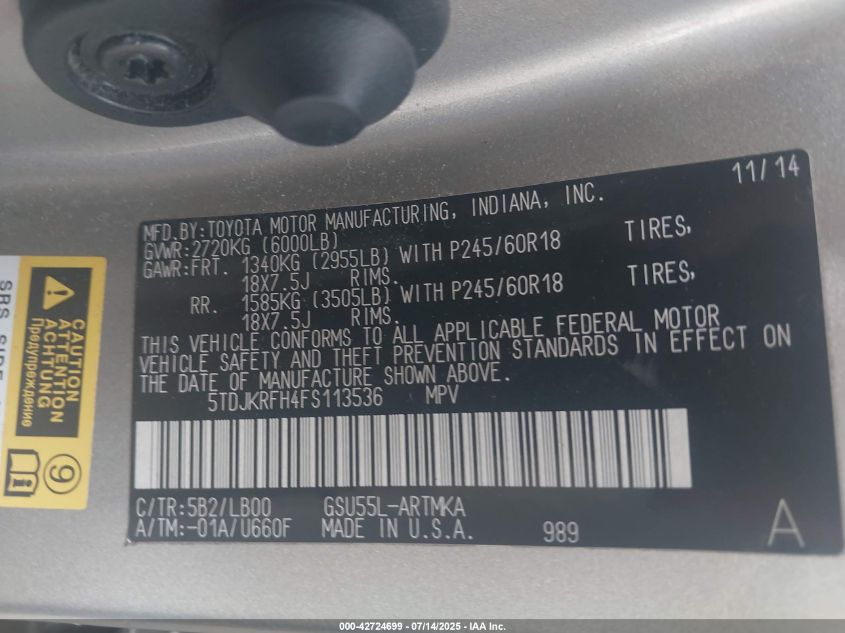 11/14
MFD.BY:TOYOTA MOTOR MANUFACTURING, INDIANA, INC.
GVWR:2720KG (6000LB)
GAWR:FRT. 1340KG (2955LB) WITH P245/60R18 TIRES,
18X7.5J RIMS.
RR. 1585KG (3505LB) WITH P245/60R18 TIRES,
18X7.5J RIMS.
THIS VEHICLE CONFORMS TO ALL APPLICABLE FEDERAL MOTOR
VEHICLE SAFETY AND THEFT PREVENTION STANDARDS IN EFFECT ON
THE DATE OF MANUFACTURE SHOWN ABOVE.
5TDJKRFH4FS113536 MPV
C/TR:5B2/LB00 GSU55L-ARTMKA
A/TM:-01A/U660F MADE IN U.S.A. 989 A
CAUTION
ATTENTION
ACHTUNG
Предупреждение
9
SRS
000-42724699 - 07/14/2025 - IAA Inc.